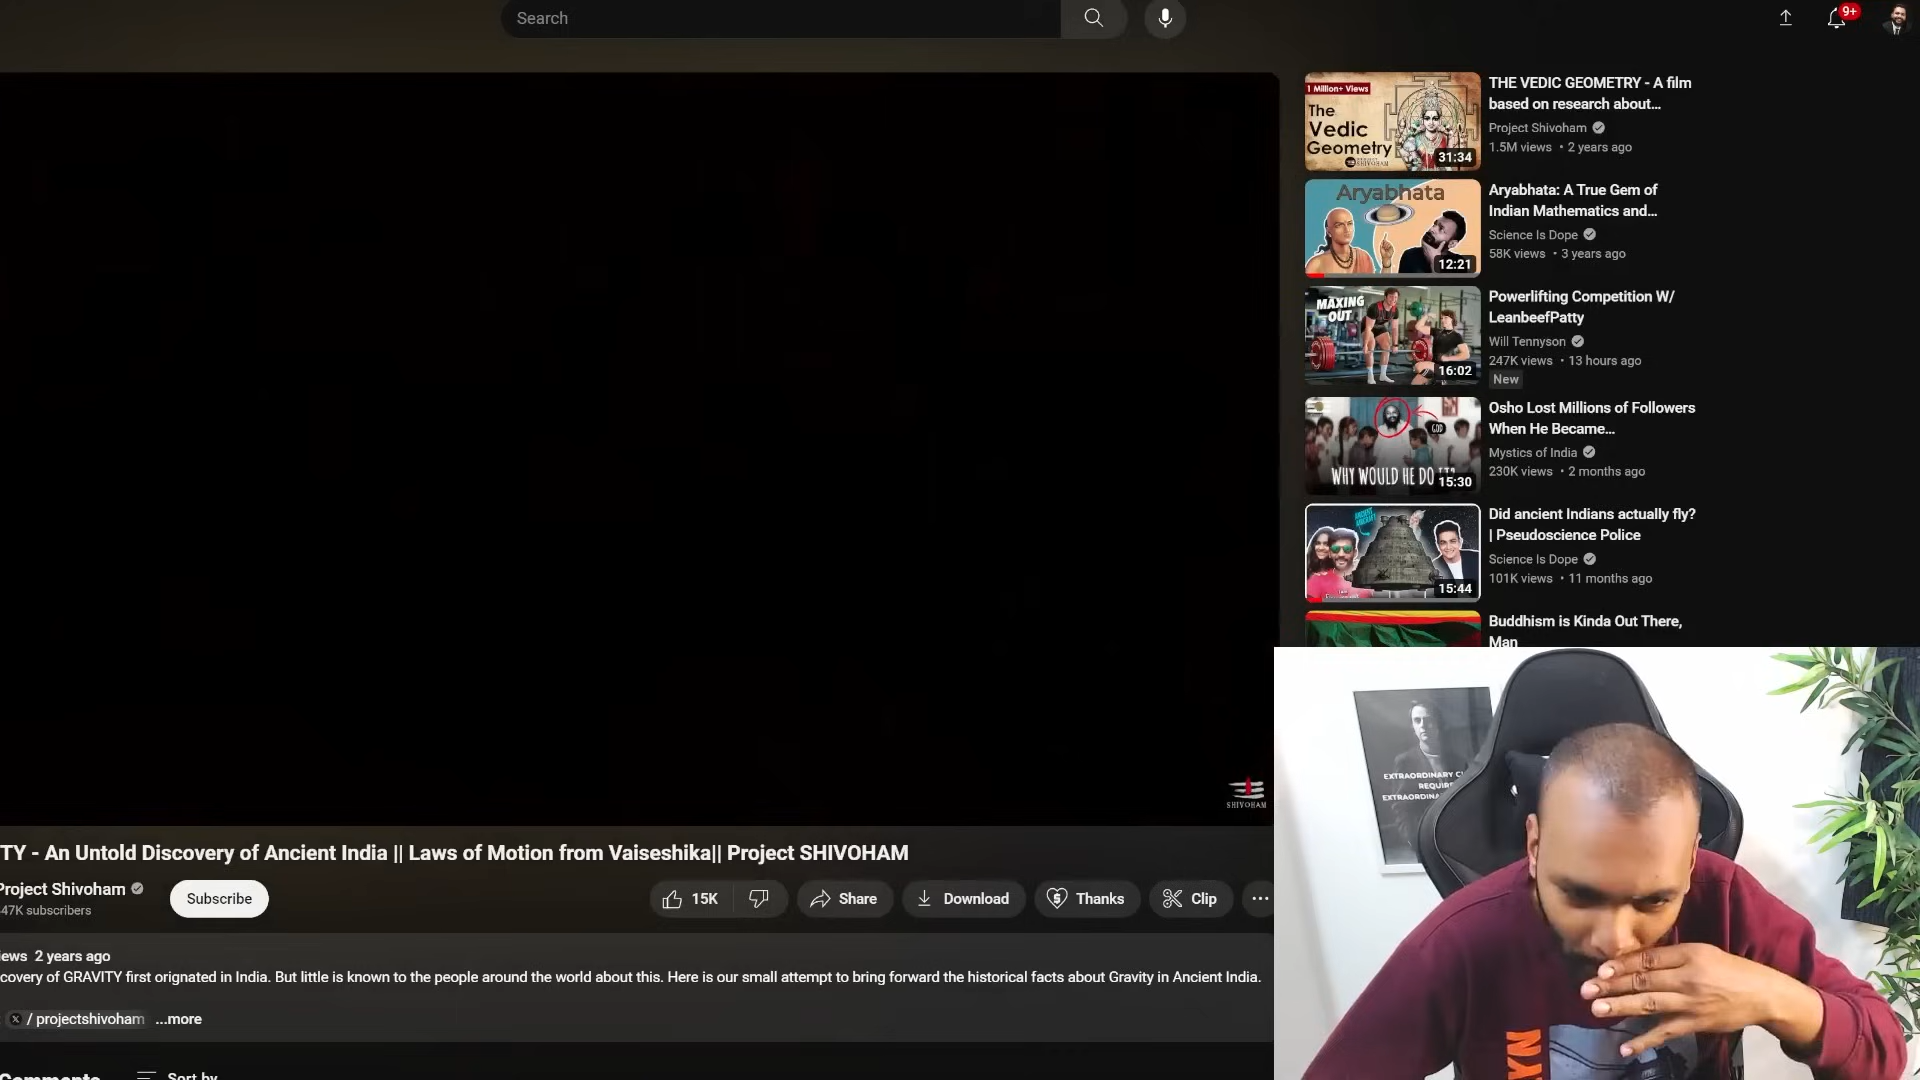 Search
9+
1 Million+ Views
The
Vedic
Geometry
SHIVOHAM
31:34
THE VEDIC GEOMETRY - A film
based on research about...
Project Shivoham
1.5M views • 2 years ago
Aryabhata
12:21
Aryabhata: A True Gem of
Indian Mathematics and...
Science Is Dope
58K views • 3 years ago
MAXING
OUT
16:02
Powerlifting Competition W/
LeanbeefPatty
Will Tennyson
247K views • 13 hours ago
New
GOD
WHY WOULD HE DO IT?
15:30
Osho Lost Millions of Followers
When He Became...
Mystics of India
230K views • 2 months ago
15:44
Did ancient Indians actually fly?
| Pseudoscience Police
Science Is Dope
101K views • 11 months ago
Buddhism is Kinda Out There,
Man
SHIVOHAM
TY - An Untold Discovery of Ancient India || Laws of Motion from Vaiseshika|| Project SHIVOHAM
Project Shivoham
47K subscribers
Subscribe
15K
Share
Download
Thanks
Clip
iews 2 years ago
covery of GRAVITY first orignated in India. But little is known to the people around the world about this. Here is our small attempt to bring forward the historical facts about Gravity in Ancient India.
/ projectshivoham ...more
Comments
Sort by
EXTRAORDINARY CL
REQUIR
EXTRAORDINA
YN